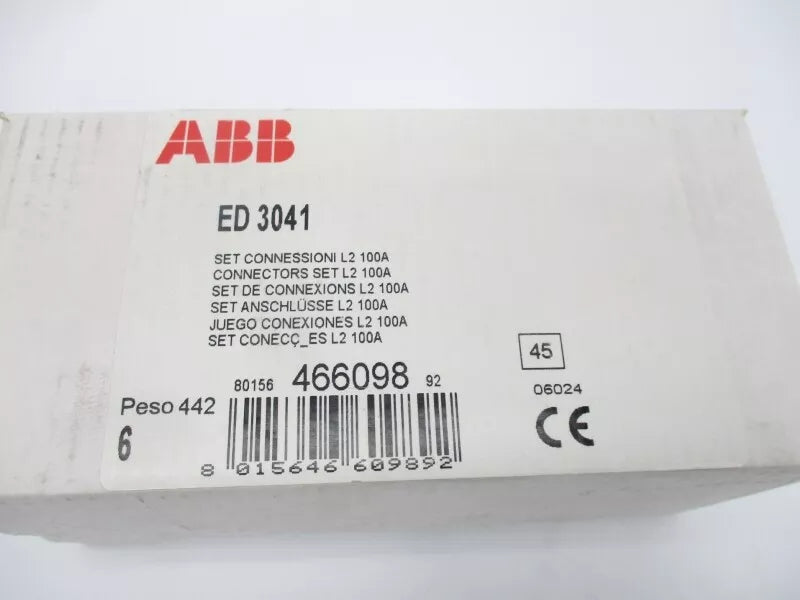 ABB
ED 3041
SET CONNESSIONI L2 100A
CONNECTORS SET L2 100A
SET DE CONNEXIONS L2 100A
SET ANSCHLÜSSE L2 100A
JUEGO CONEXIONES L2 100A
SET CONECÇ_ES L2 100A
45
80156 466098 92
06024
Peso 442
6
CE
8 015646 609892